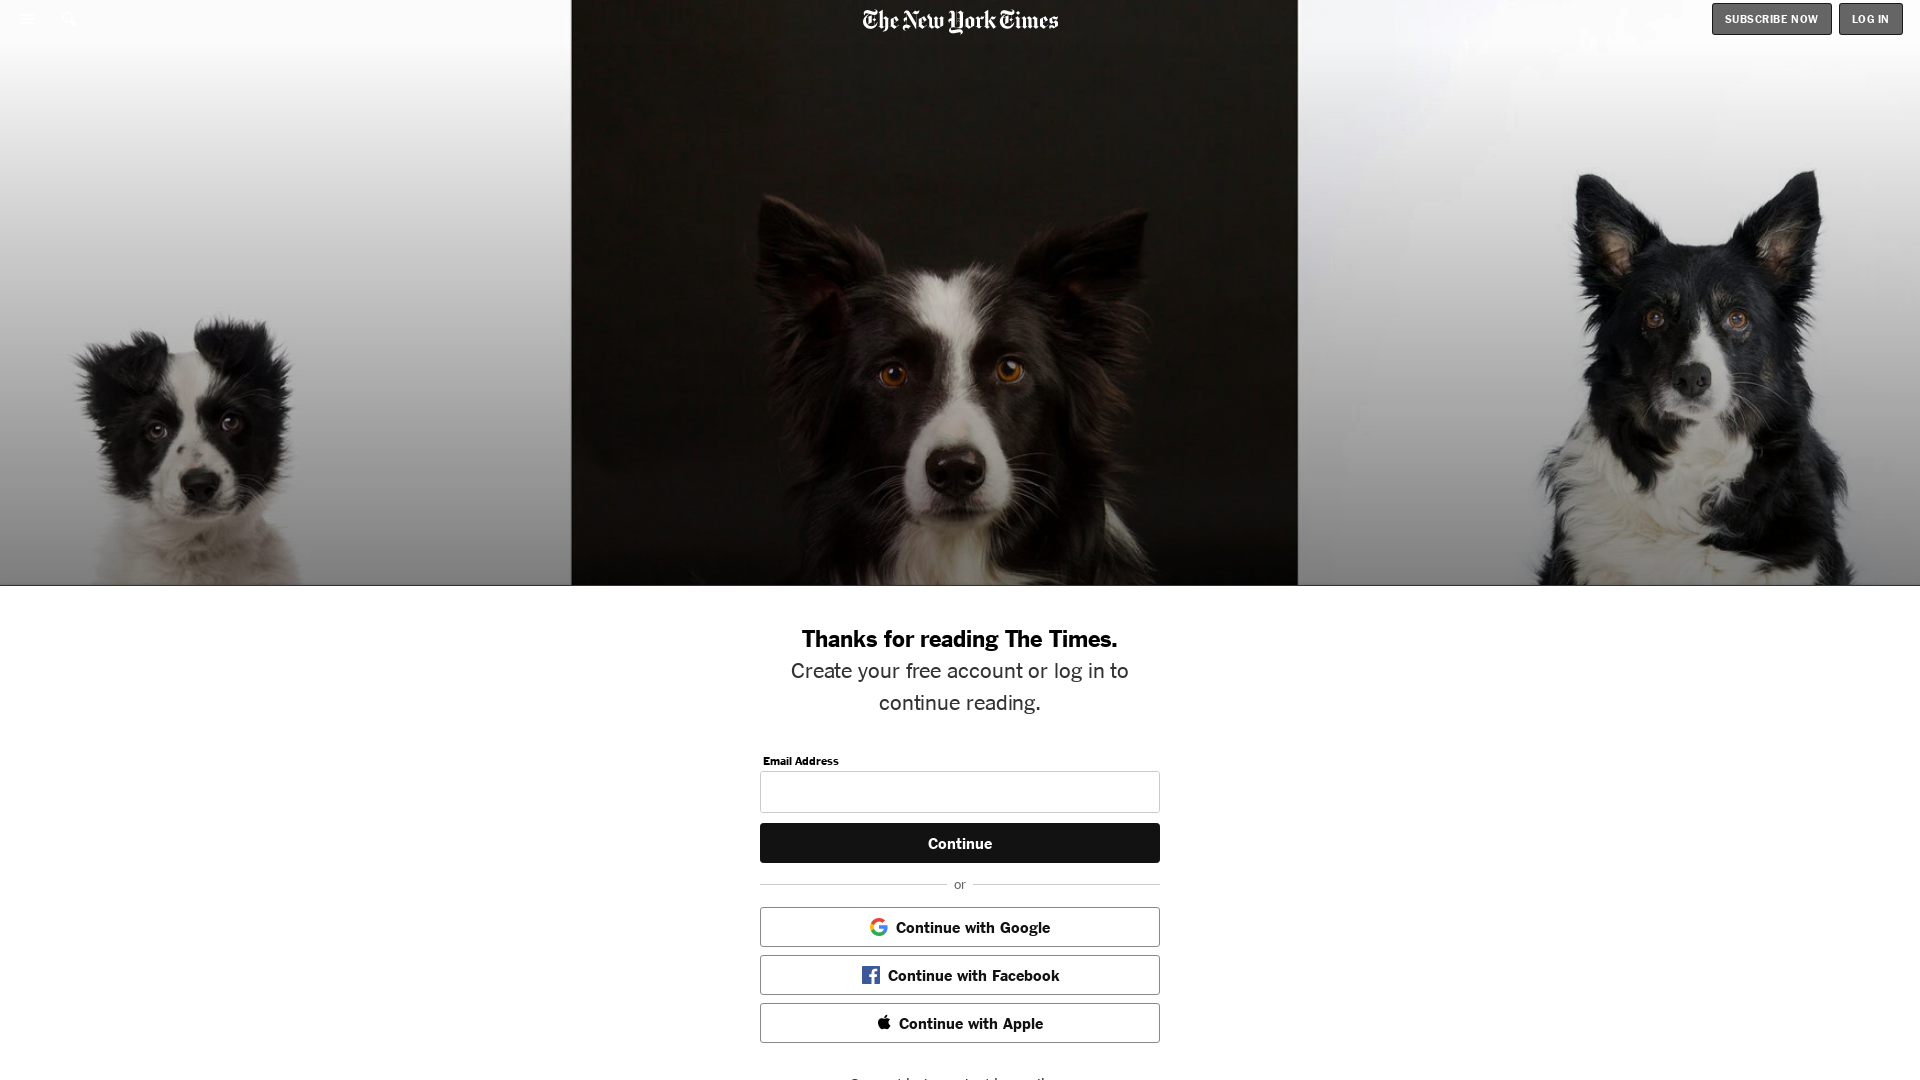 The New York Times
SUBSCRIBE NOW
LOG IN
Thanks for reading The Times.
Create your free account or log in to
continue reading.
Email Address
Continue
or
Continue with Google
Continue with Facebook
Continue with Apple